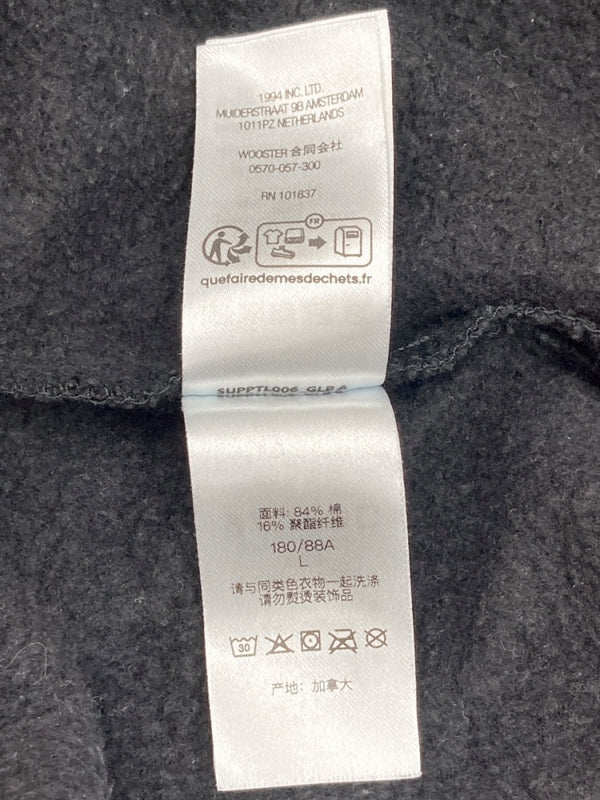 1994 INC. LTD.
MUIDERSTRAAT 9B AMSTERDAM
1011PZ NETHERLANDS
WOOSTER 合同会社
0570-057-300
RN 101837
FR
quefairedemesdechets.fr
SUPPTL006_GLB A
面料: 84% 棉
16% 聚酯纤维
180/88A
L
请与同类色衣物一起洗涤
请勿熨烫装饰品
30
产地: 加拿大